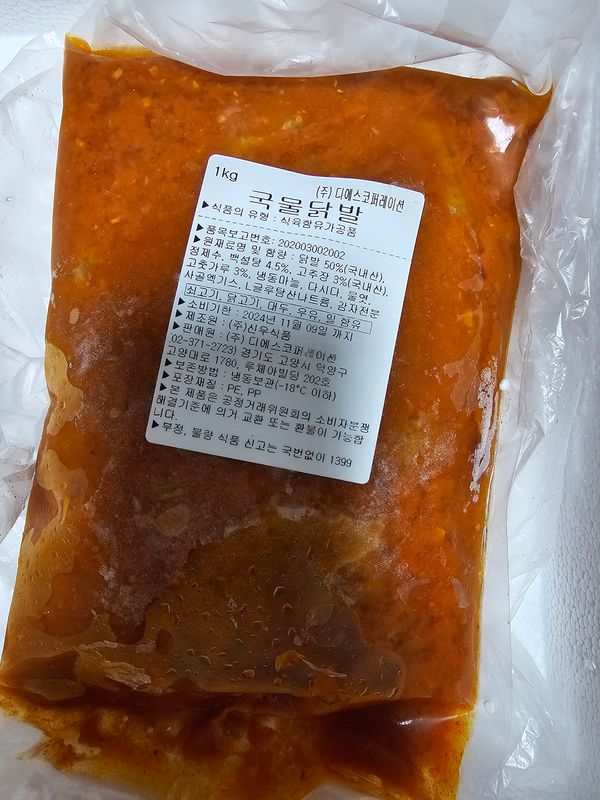 1kg
(주) 디에스코퍼레이션
국물닭발
▶식품의 유형 : 식육함유가공품
▶품목보고번호: 202003002002
▶원재료명 및 함량 : 닭발 50%(국내산),
정제수, 백설탕 4.5%, 고추장 3%(국내산),
고춧가루 3%, 냉동마늘, 다시다, 물엿,
사골엑기스, L글루탐산나트륨, 감자전분
쇠고기, 닭고기, 대두, 우유, 밀 함유
▶소비기한 : 2024년 11월 09일 까지
▶제조원 : (주)신우식품
▶판매원 : (주) 디에스코퍼레이션
02-371-2723) 경기도 고양시 덕양구
고양대로 1780, 루체아빌딩 202호
▶보존방법 : 냉동보관(-18°C 이하)
▶포장재질 : PE, PP
▶본 제품은 공정거래위원회의 소비자분쟁
해결기준에 의거 교환 또는 환불이 가능합
니다.
▶부정, 불량 식품 신고는 국번없이 1399